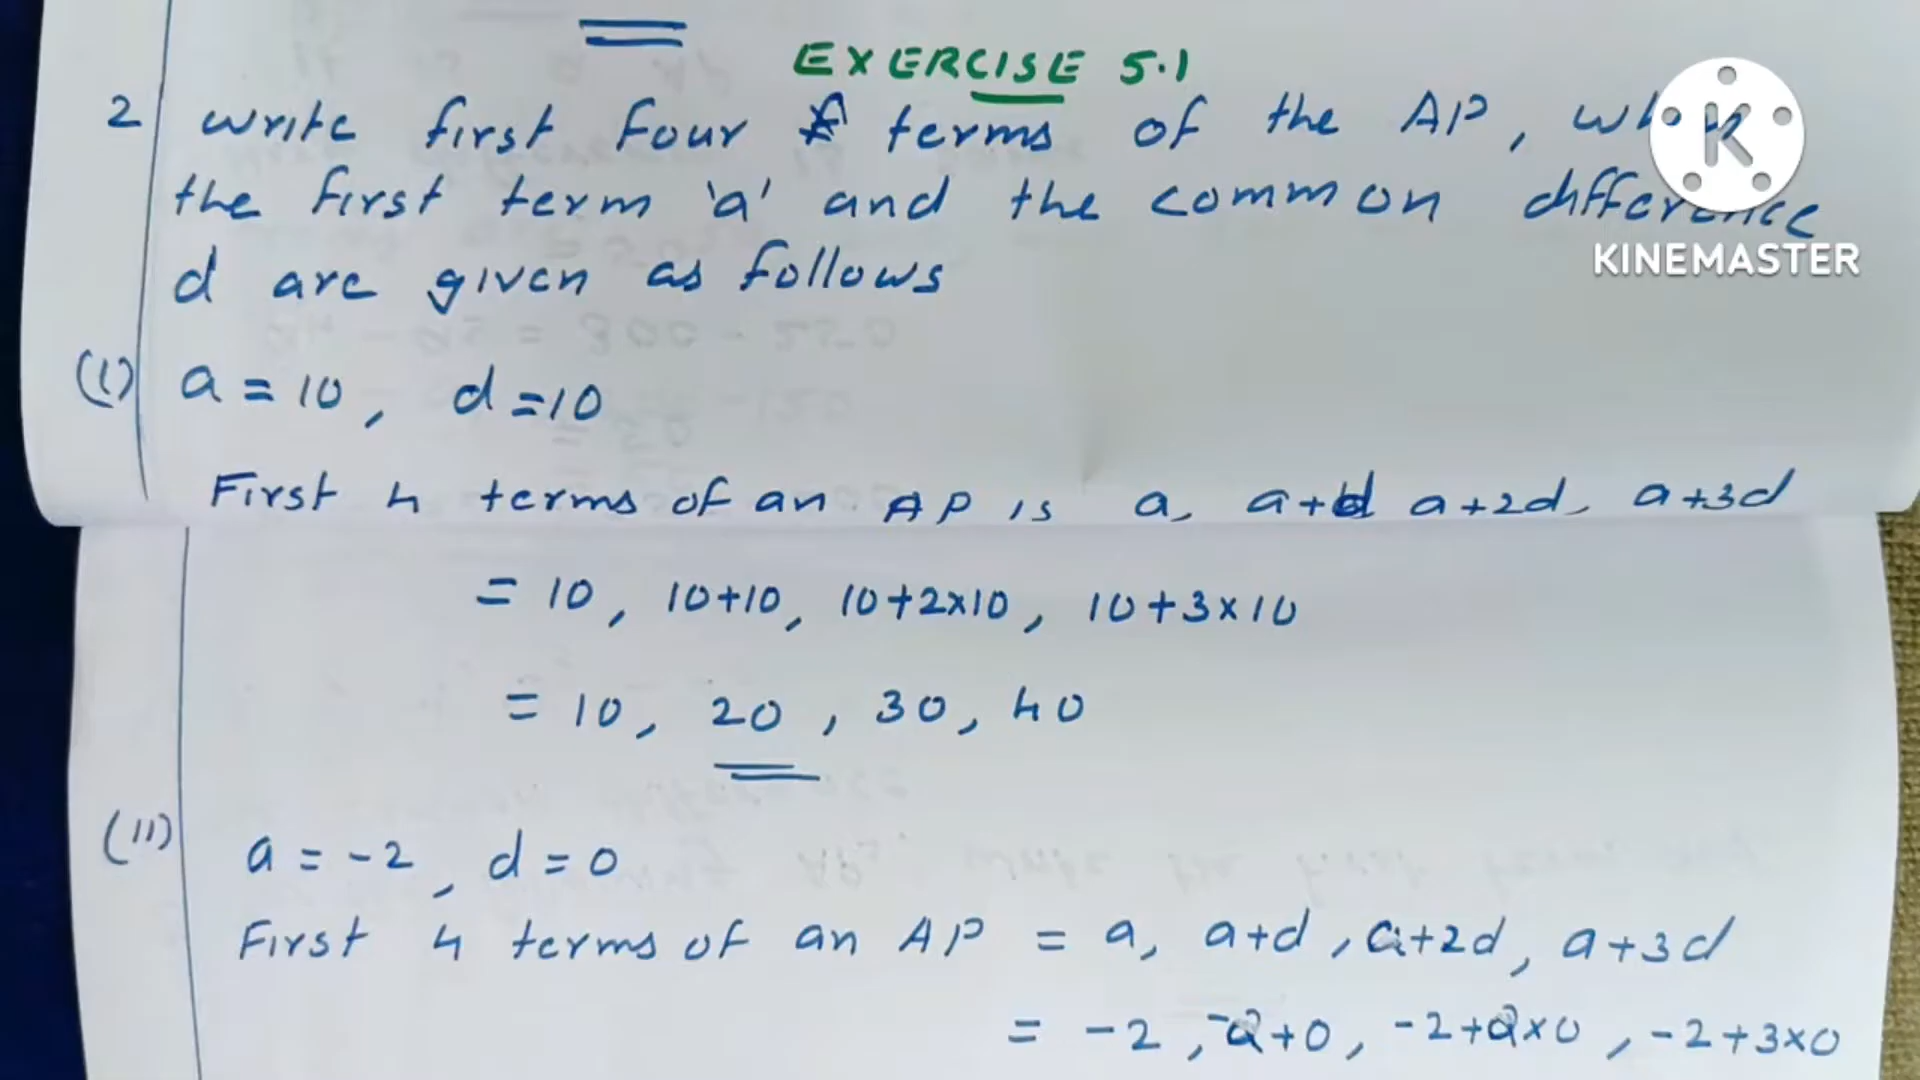 EXERCISE 5.1
2 write first four terms of the AP,
the first term 'a' and the common difference
KINEMASTER
d are given as follows
(I) a = 10, d = 10
First 4 terms of an AP is a, a+d a+2d, a+3d
= 10, 10+10, 10+2×10, 10+3×10
= 10, 20, 30, 40
(II) a = -2, d = 0
First 4 terms of an AP = a, a+d, a+2d, a+3d
= -2, -2+0, -2+2×0, -2+3×0